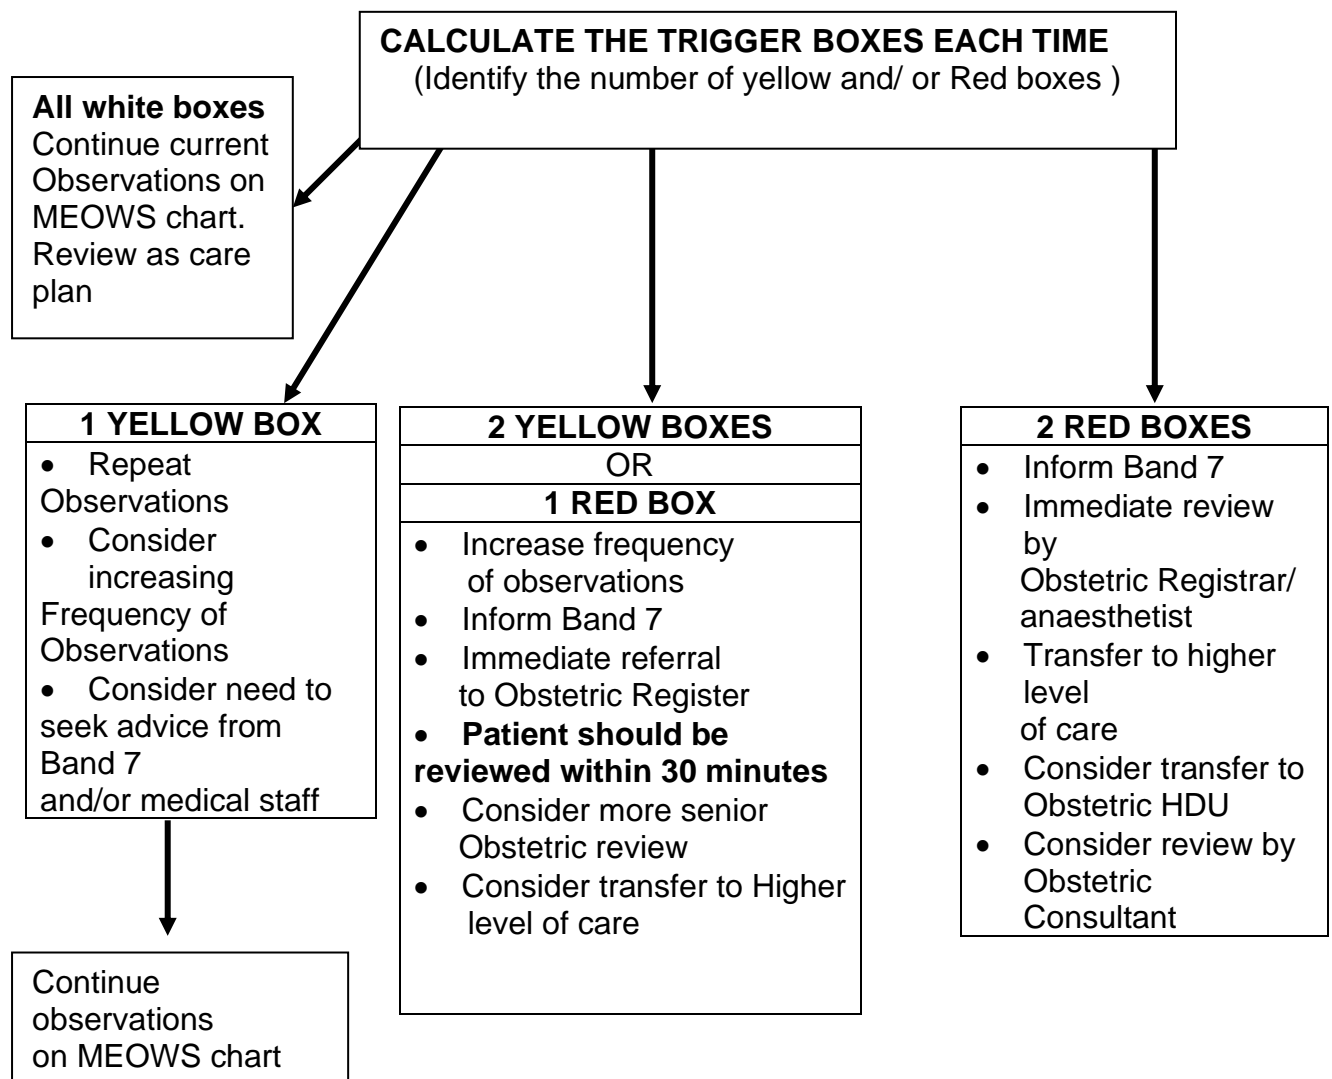 CALCULATE THE TRIGGER BOXES EACH TIME
(Identify the number of yellow and/ or Red boxes )
All white boxes
Continue current
Observations on
MEOWS chart.
Review as care
plan
1 YELLOW BOX
• Repeat
Observations
• Consider
increasing
Frequency of
Observations
• Consider need to
seek advice from
Band 7
and/or medical staff
2 YELLOW BOXES
OR
1 RED BOX
• Increase frequency
of observations
• Inform Band 7
• Immediate referral
to Obstetric Register
• Patient should be
reviewed within 30 minutes
• Consider more senior
Obstetric review
• Consider transfer to Higher
level of care
2 RED BOXES
• Inform Band 7
• Immediate review
by
Obstetric Registrar/
anaesthetist
• Transfer to higher
level
of care
• Consider transfer to
Obstetric HDU
• Consider review by
Obstetric
Consultant
Continue
observations
on MEOWS chart